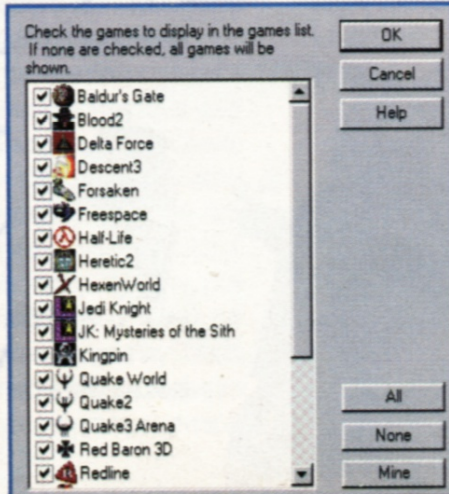 Check the games to display in the games list.
If none are checked, all games will be
shown.
OK
Cancel
Help
Baldur's Gate
Blood2
Delta Force
Descent3
Forsaken
Freespace
Half-Life
Heretic2
HexenWorld
Jedi Knight
JK: Mysteries of the Sith
Kingpin
Quake World
Quake2
Quake3 Arena
Red Baron 3D
Redline
All
None
Mine